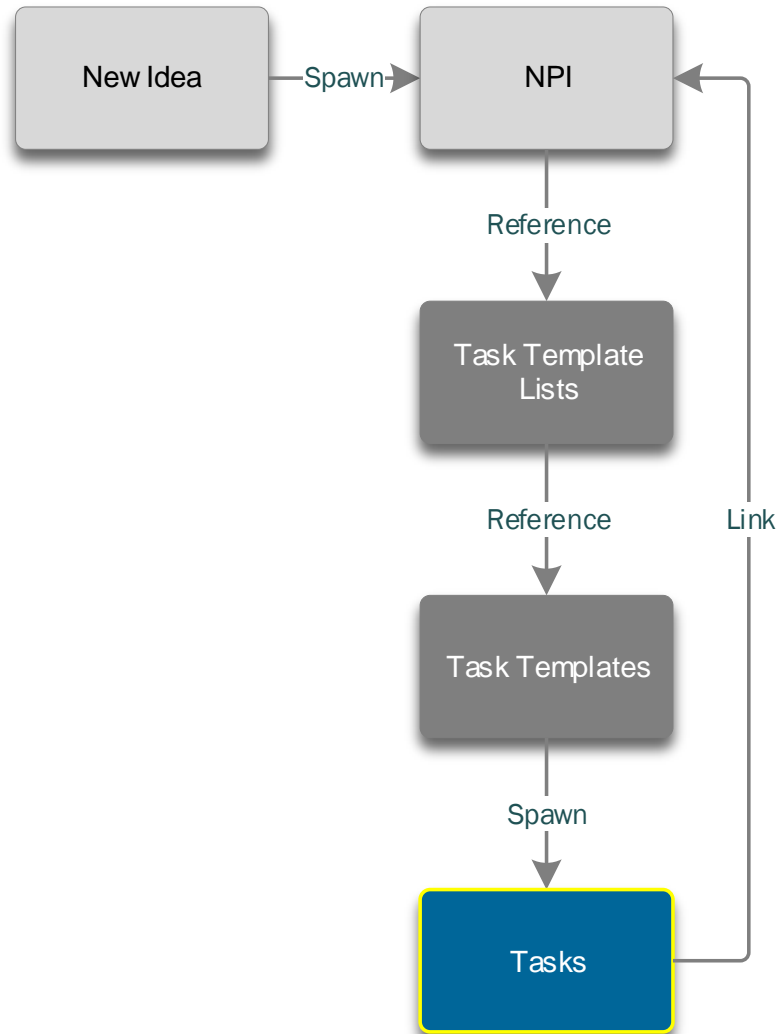 New Idea
Spawn
NPI
Reference
Task Template
Lists
Reference
Link
Task Templates
Spawn
Tasks